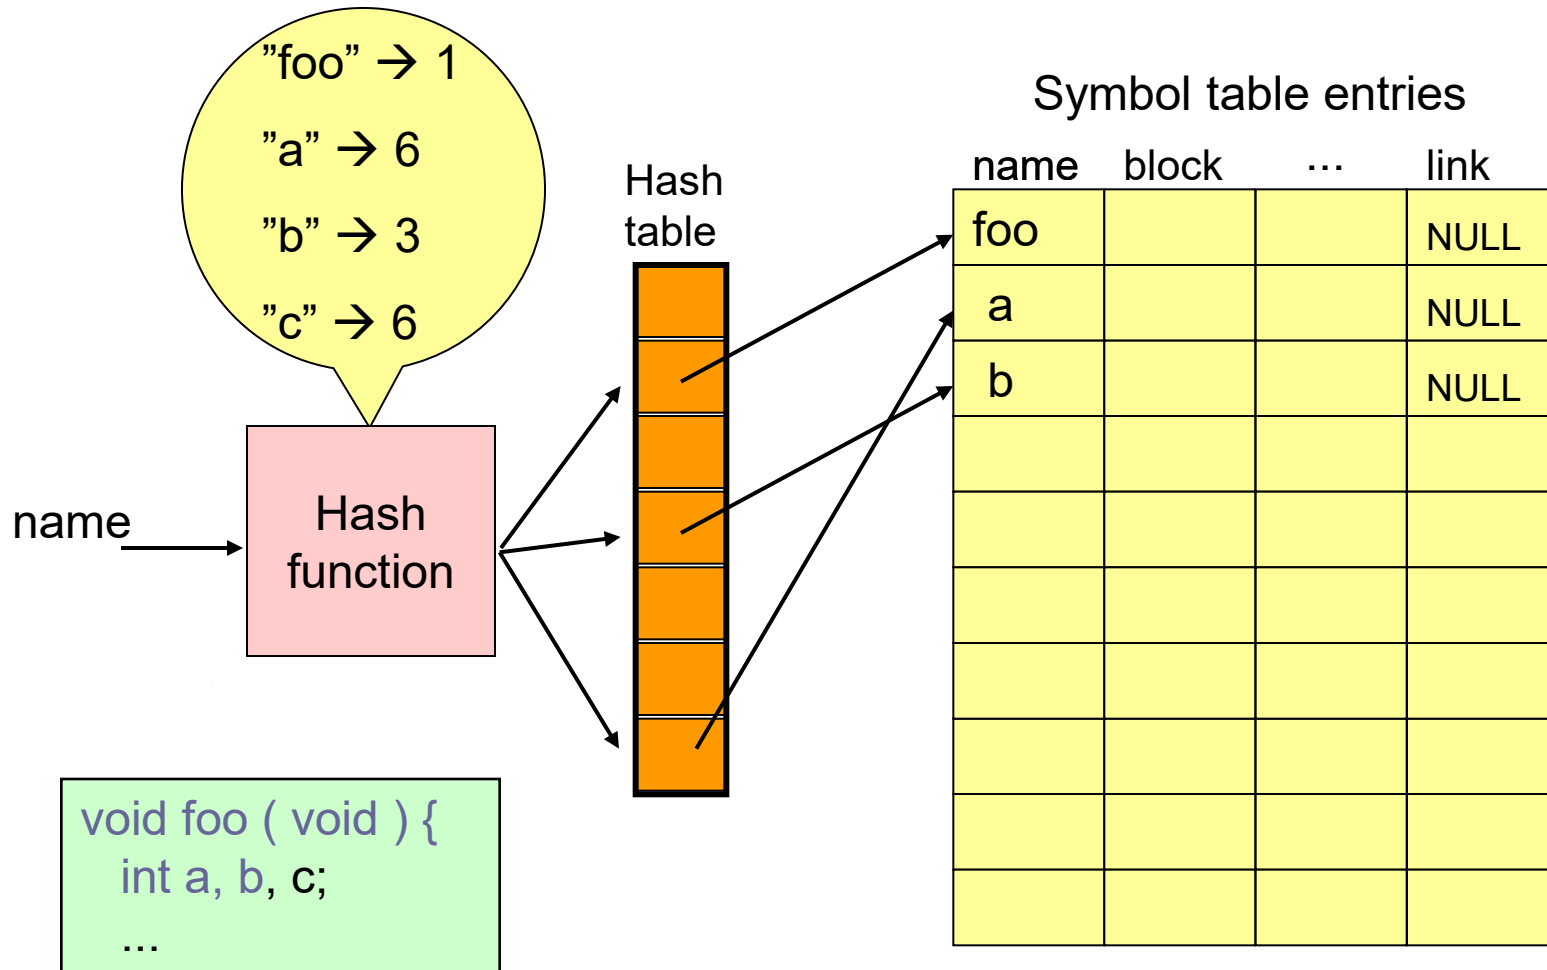 ”foo” → 1
”a” → 6
”b” → 3
”c” → 6
Symbol table entries
Hash
table
name block ... link
foo NULL
a NULL
b NULL
name
Hash
function
void foo ( void ) {
int a, b, c;
...